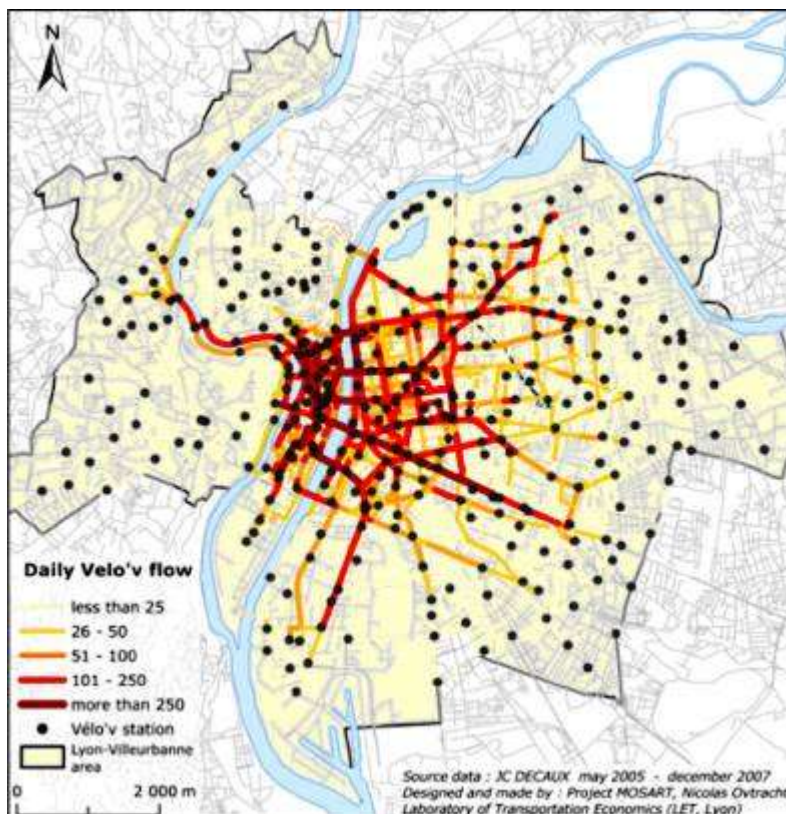 N
Daily Velo'v flow
less than 25
26 - 50
51 - 100
101 - 250
more than 250
Vélo'v station
Lyon-Villeurbanne
area
0 2 000 m
Source data : JC DECAUX may 2005 - december 2007
Designed and made by : Project MOSART, Nicolas Ovtracht
Laboratory of Transportation Economics (LET, Lyon)